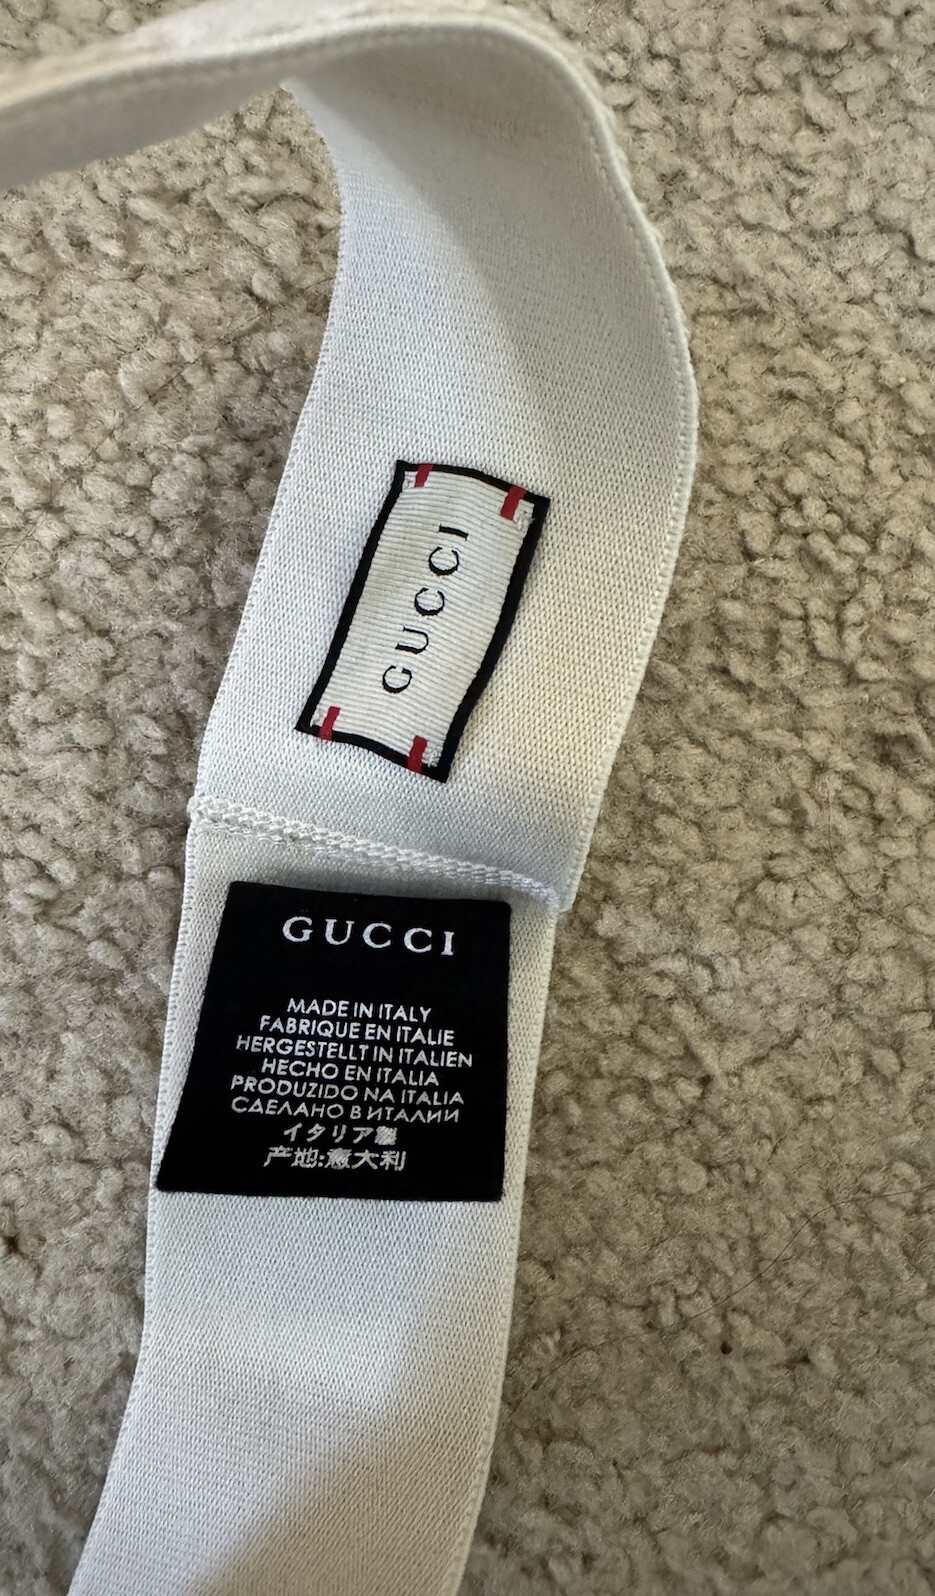 GUCCI
GUCCI
MADE IN ITALY
FABRIQUE EN ITALIE
HERGESTELLT IN ITALIEN
HECHO EN ITALIA
PRODUZIDO NA ITALIA
СДЕЛАНО В ИТАЛИИ
イタリア製
产地:意大利